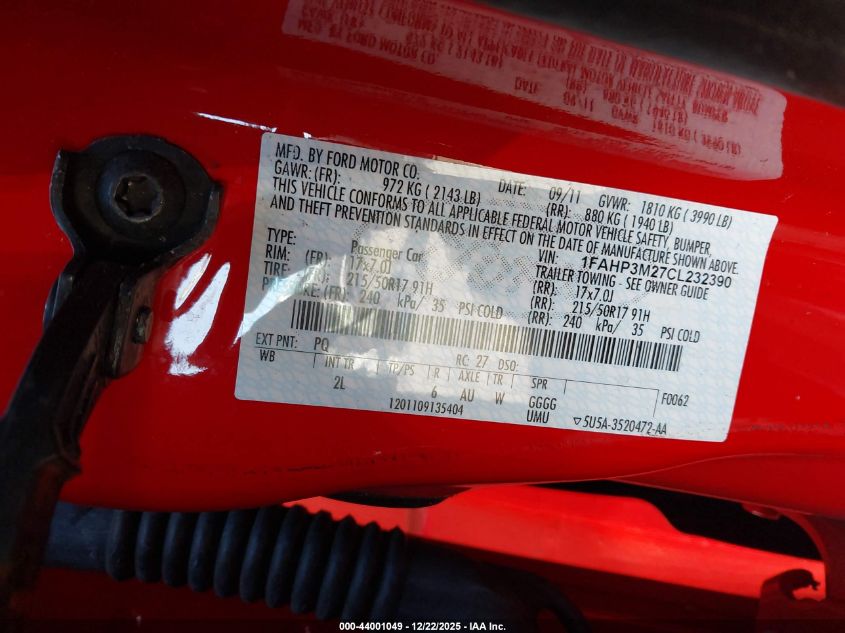 MFD. BY FORD MOTOR CO.
DATE: 09/11 GVWR: 1810 KG ( 3990 LB)
GAWR: (FR): 972 KG ( 2143 LB) (RR): 880 KG ( 1940 LB)
THIS VEHICLE CONFORMS TO ALL APPLICABLE FEDERAL MOTOR VEHICLE SAFETY, BUMPER,
AND THEFT PREVENTION STANDARDS IN EFFECT ON THE DATE OF MANUFACTURE SHOWN ABOVE.
VIN: 1FAHP3M27CL232390
TYPE: Passenger Car TRAILER TOWING - SEE OWNER GUIDE
RIM: (FR): 17x7.0J (RR): 17x7.0J
TIRE: (FR): 215/50R17 91H (RR): 215/50R17 91H
PRESSURE: (FR): 240 kPa/ 35 PSI COLD (RR): 240 kPa/ 35 PSI COLD
EXT PNT: PQ RC: 27 DSO:
WB INT TR TP/PS R AXLE TR SPR F0062
2L 6 AU W GGGG
1201109135404 UMU ▽5U5A-3520472-AA
000-44001049 - 12/22/2025 - IAA Inc.